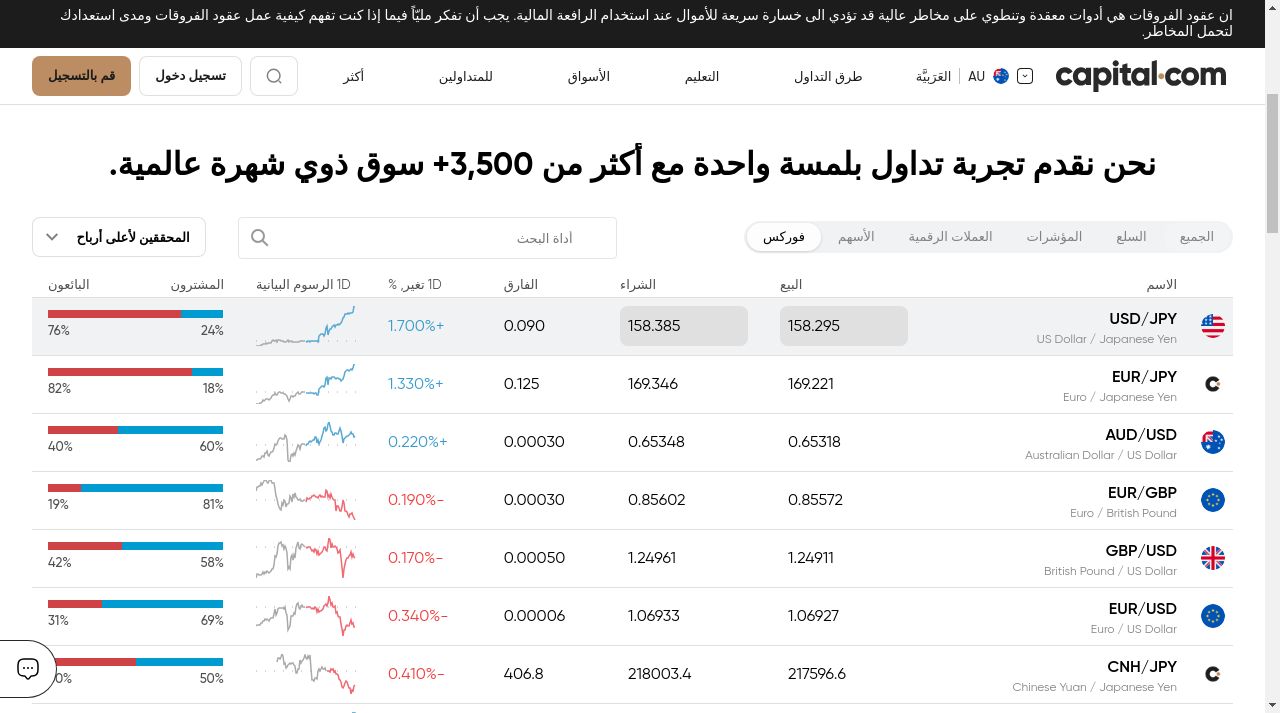 ان عقود الفروقات هي أدوات معقدة وتنطوي على مخاطر عالية قد تؤدي الى خسارة سريعة للأموال عند استخدام الرافعة المالية. يجب أن تفكر مليّاً فيما إذا كنت تفهم كيفية عمل عقود الفروقات ومدى استعدادك
لتحمل المخاطر.
capital.com
AU
العَرَبيَّة
طرق التداول
التعليم
الأسواق
للمتداولين
أكثر
تسجيل دخول
قم بالتسجيل
نحن نقدم تجربة تداول بلمسة واحدة مع أكثر من 3,500+ سوق ذوي شهرة عالمية.
الجميع
السلع
المؤشرات
العملات الرقمية
الأسهم
فوركس
أداة البحث
المحققين لأعلى أرباح
الاسم البيع الشراء الفارق 1D تغير, % 1D الرسوم البيانية المشترون البائعون
USD/JPY 158.295 158.385 0.090 1.700%+ 24% 76%
US Dollar / Japanese Yen
EUR/JPY 169.221 169.346 0.125 1.330%+ 18% 82%
Euro / Japanese Yen
AUD/USD 0.65318 0.65348 0.00030 0.220%+ 60% 40%
Australian Dollar / US Dollar
EUR/GBP 0.85572 0.85602 0.00030 0.190%- 81% 19%
Euro / British Pound
GBP/USD 1.24911 1.24961 0.00050 0.170%- 58% 42%
British Pound / US Dollar
EUR/USD 1.06927 1.06933 0.00006 0.340%- 69% 31%
Euro / US Dollar
CNH/JPY 217596.6 218003.4 406.8 0.410%- 50%
Chinese Yuan / Japanese Yen